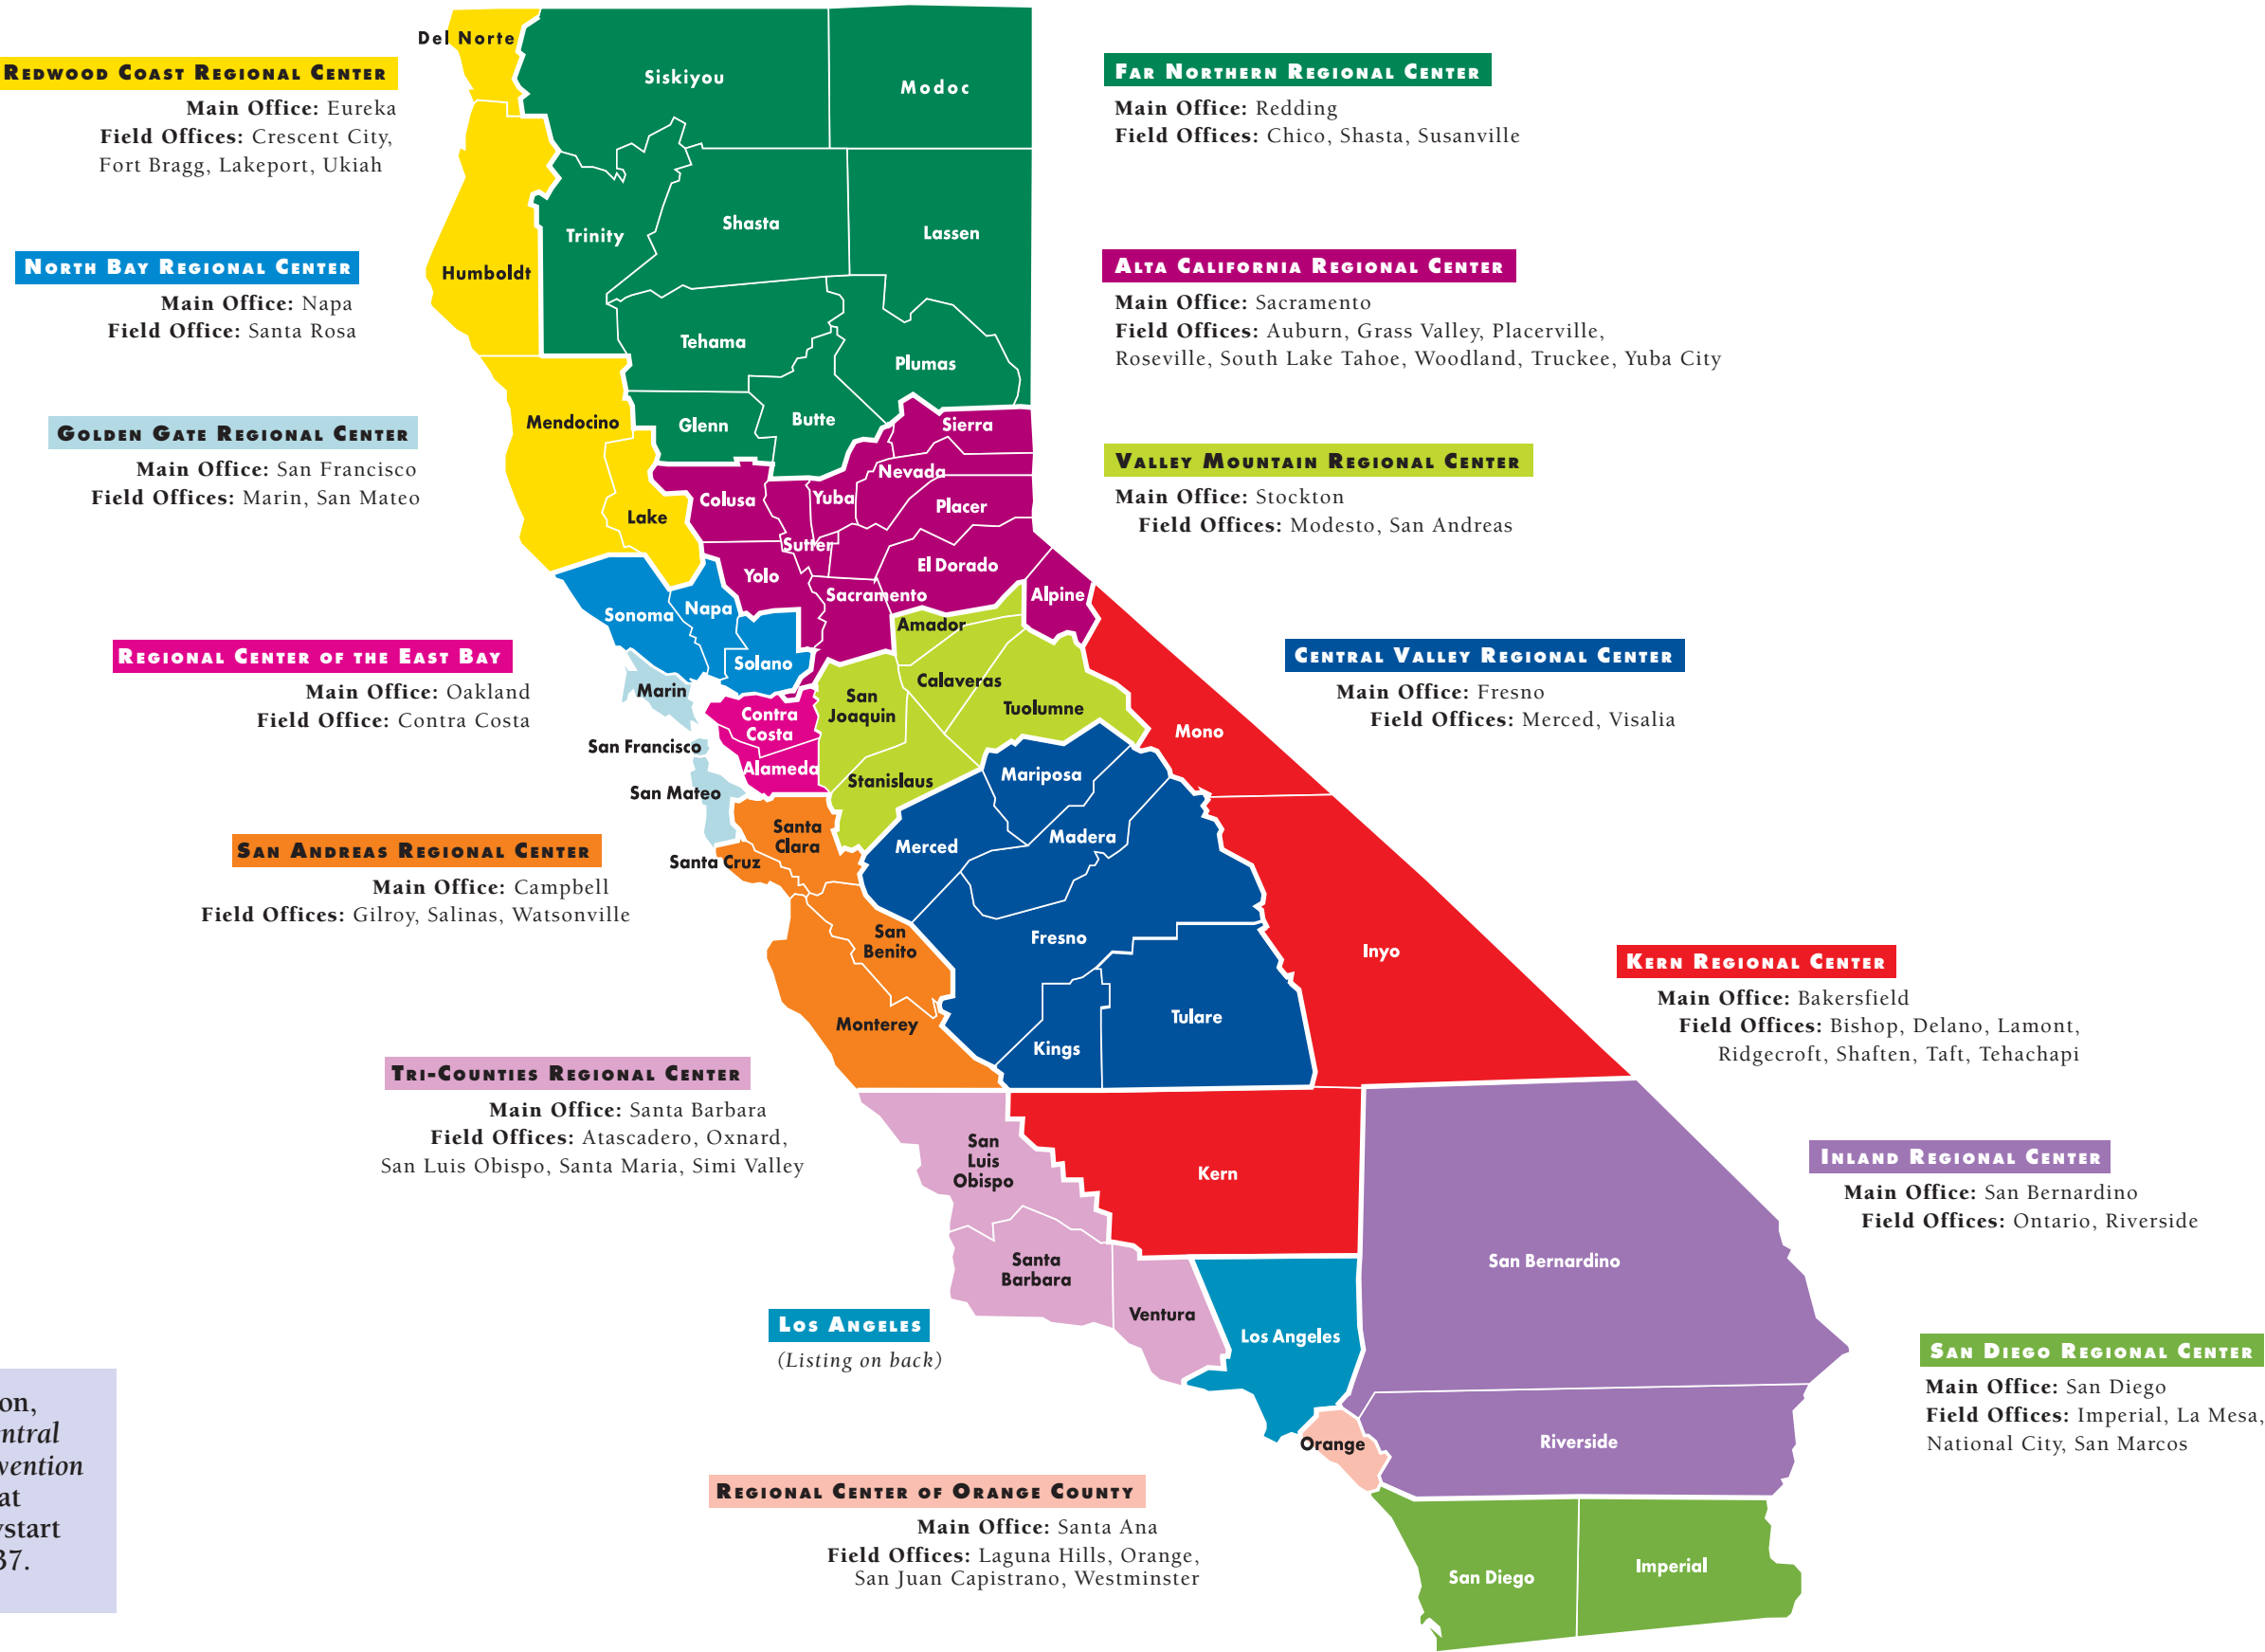 REDWOOD COAST REGIONAL CENTER
Main Office: Eureka
Field Offices: Crescent City,
Fort Bragg, Lakeport, Ukiah
NORTH BAY REGIONAL CENTER
Main Office: Napa
Field Office: Santa Rosa
GOLDEN GATE REGIONAL CENTER
Main Office: San Francisco
Field Offices: Marin, San Mateo
REGIONAL CENTER OF THE EAST BAY
Main Office: Oakland
Field Office: Contra Costa
SAN ANDREAS REGIONAL CENTER
Main Office: Campbell
Field Offices: Gilroy, Salinas, Watsonville
TRI-COUNTIES REGIONAL CENTER
Main Office: Santa Barbara
Field Offices: Atascadero, Oxnard,
San Luis Obispo, Santa Maria, Simi Valley
LOS ANGELES
(Listing on back)
REGIONAL CENTER OF ORANGE COUNTY
Main Office: Santa Ana
Field Offices: Laguna Hills, Orange,
San Juan Capistrano, Westminster
FAR NORTHERN REGIONAL CENTER
Main Office: Redding
Field Offices: Chico, Shasta, Susanville
ALTA CALIFORNIA REGIONAL CENTER
Main Office: Sacramento
Field Offices: Auburn, Grass Valley, Placerville,
Roseville, South Lake Tahoe, Woodland, Truckee, Yuba City
VALLEY MOUNTAIN REGIONAL CENTER
Main Office: Stockton
Field Offices: Modesto, San Andreas
CENTRAL VALLEY REGIONAL CENTER
Main Office: Fresno
Field Offices: Merced, Visalia
KERN REGIONAL CENTER
Main Office: Bakersfield
Field Offices: Bishop, Delano, Lamont,
Ridgecroft, Shaften, Taft, Tehachapi
INLAND REGIONAL CENTER
Main Office: San Bernardino
Field Offices: Ontario, Riverside
SAN DIEGO REGIONAL CENTER
Main Office: San Diego
Field Offices: Imperial, La Mesa,
National City, San Marcos
Del Norte
Siskiyou
Modoc
Trinity
Shasta
Lassen
Humboldt
Tehama
Plumas
Mendocino
Glenn
Butte
Sierra
Nevada
Colusa
Yuba
Placer
Lake
Sutter
El Dorado
Yolo
Sacramento
Alpine
Sonoma
Napa
Amador
Solano
Marin
Calaveras
San
Joaquin
Tuolumne
Contra
Costa
Mono
San Francisco
Alameda
Stanislaus
Mariposa
San Mateo
Santa
Clara
Madera
Merced
Santa Cruz
San
Benito
Fresno
Inyo
Monterey
Kings
Tulare
San
Luis
Obispo
Kern
Santa
Barbara
Ventura
Los Angeles
San Bernardino
Orange
Riverside
San Diego
Imperial
on,
entral
vention
at
ystart
37.